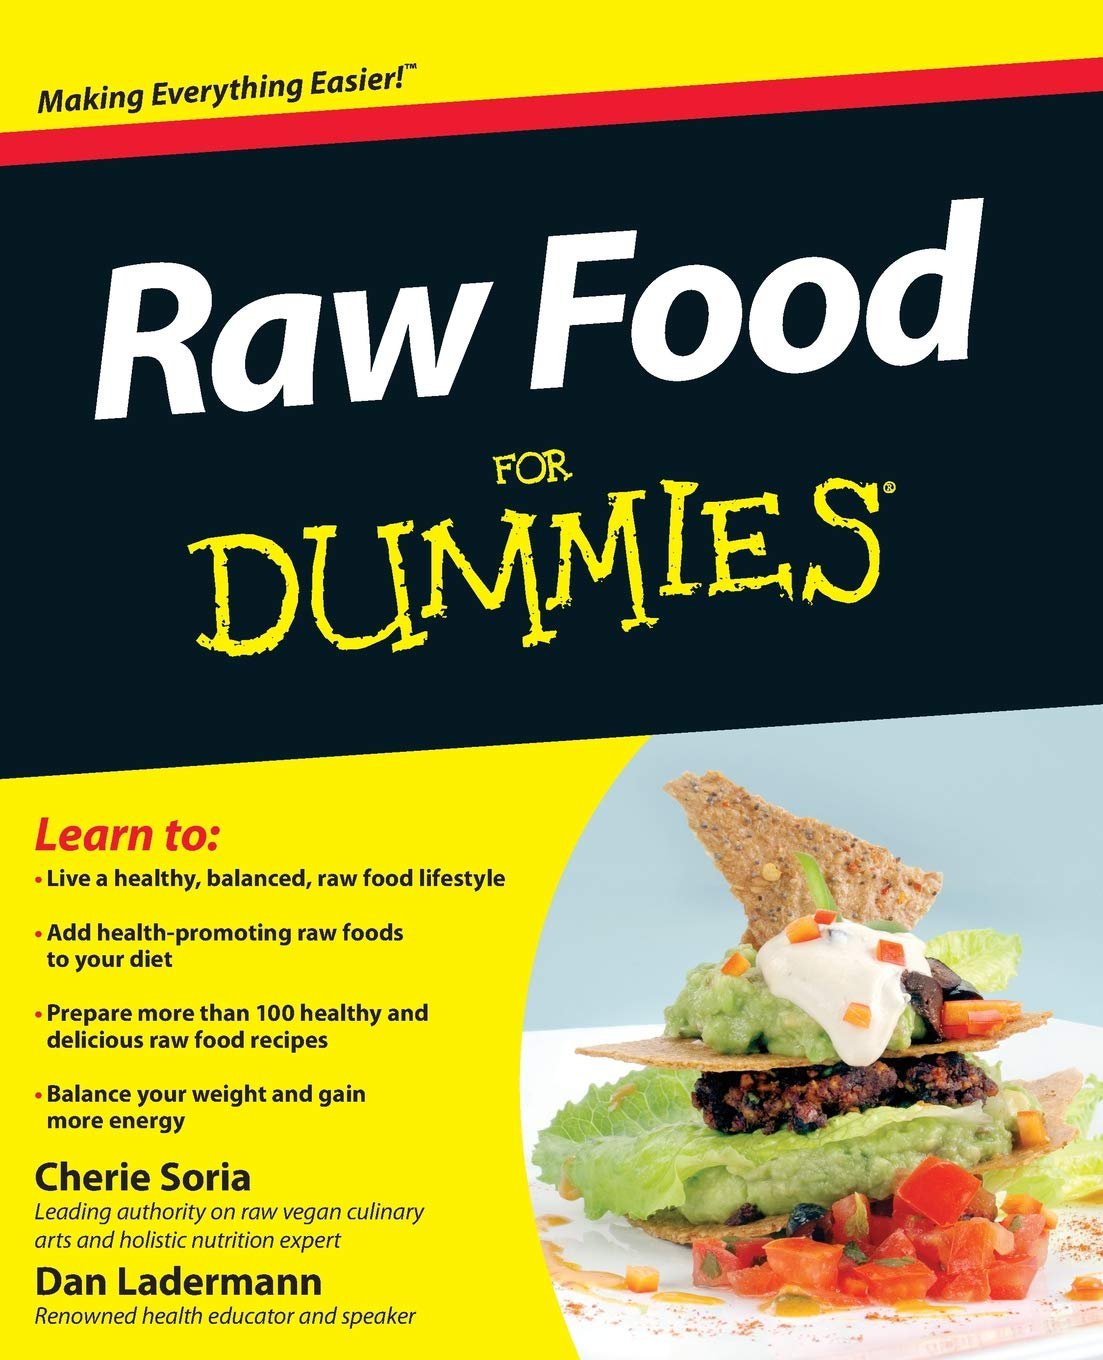 Making Everything Easier!™
Raw Food
FOR
DUMMIES®
Learn to:
• Live a healthy, balanced, raw food lifestyle
• Add health-promoting raw foods
to your diet
• Prepare more than 100 healthy and
delicious raw food recipes
• Balance your weight and gain
more energy
Cherie Soria
Leading authority on raw vegan culinary
arts and holistic nutrition expert
Dan Ladermann
Renowned health educator and speaker